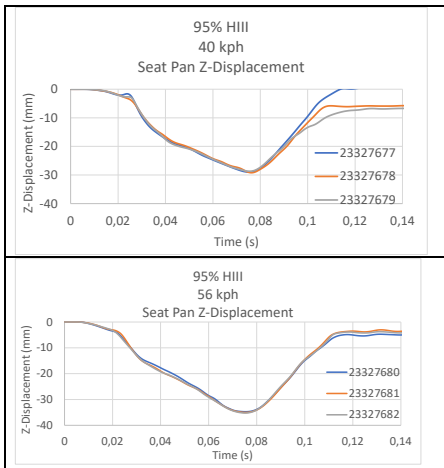 95% HIII
40 kph
Seat Pan Z-Displacement
Z-Displacement (mm)
0
-10
-20
-30
-40
0 0,02 0,04 0,06 0,08 0,1 0,12 0,14
Time (s)
23327677
23327678
23327679
95% HIII
56 kph
Seat Pan Z-Displacement
Z-Displacement (mm)
0
-10
-20
-30
-40
0 0,02 0,04 0,06 0,08 0,1 0,12 0,14
Time (s)
23327680
23327681
23327682